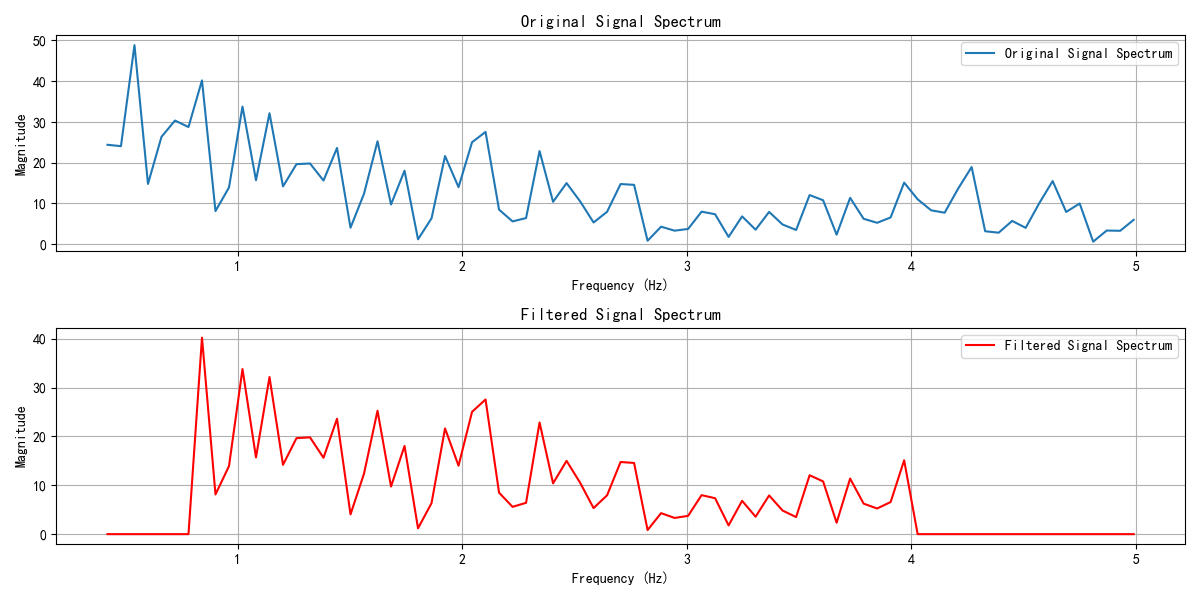 Original Signal Spectrum
Original Signal Spectrum
Magnitude
50
40
30
20
10
0
1 2 3 4 5
Frequency (Hz)
Filtered Signal Spectrum
Filtered Signal Spectrum
Magnitude
40
30
20
10
0
1 2 3 4 5
Frequency (Hz)